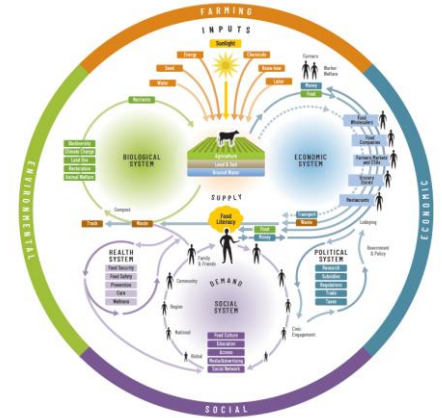 FARMING
INPUTS
Sunlight
Energy
Chemicals
Seed
Know-how
Water
Labor
Farmers
Worker
Welfare
Money
Food
Nutrients
Food
Wholesalers
Food
Companies
Farmers Markets
and CSAs
Grocery
Stores
Restaurants
Biodiversity
Climate Change
Land Use
Restoration
Animal Welfare
BIOLOGICAL
SYSTEM
Agriculture
Land & Soil
Ground Water
ECONOMIC
SYSTEM
ENVIRONMENTAL
ECONOMIC
SUPPLY
Compost
Trash
Waste
Food
Literacy
Transport
Waste
Food
Money
Lobbying
Government
& Policy
HEALTH
SYSTEM
Food Security
Food Safety
Prevention
Care
Wellness
Family
& Friends
Community
Region
National
Global
DEMAND
SOCIAL
SYSTEM
Food Culture
Education
Access
Media/Advertising
Social Network
POLITICAL
SYSTEM
Research
Subsidies
Regulations
Trade
Taxes
Civic
Engagement
SOCIAL